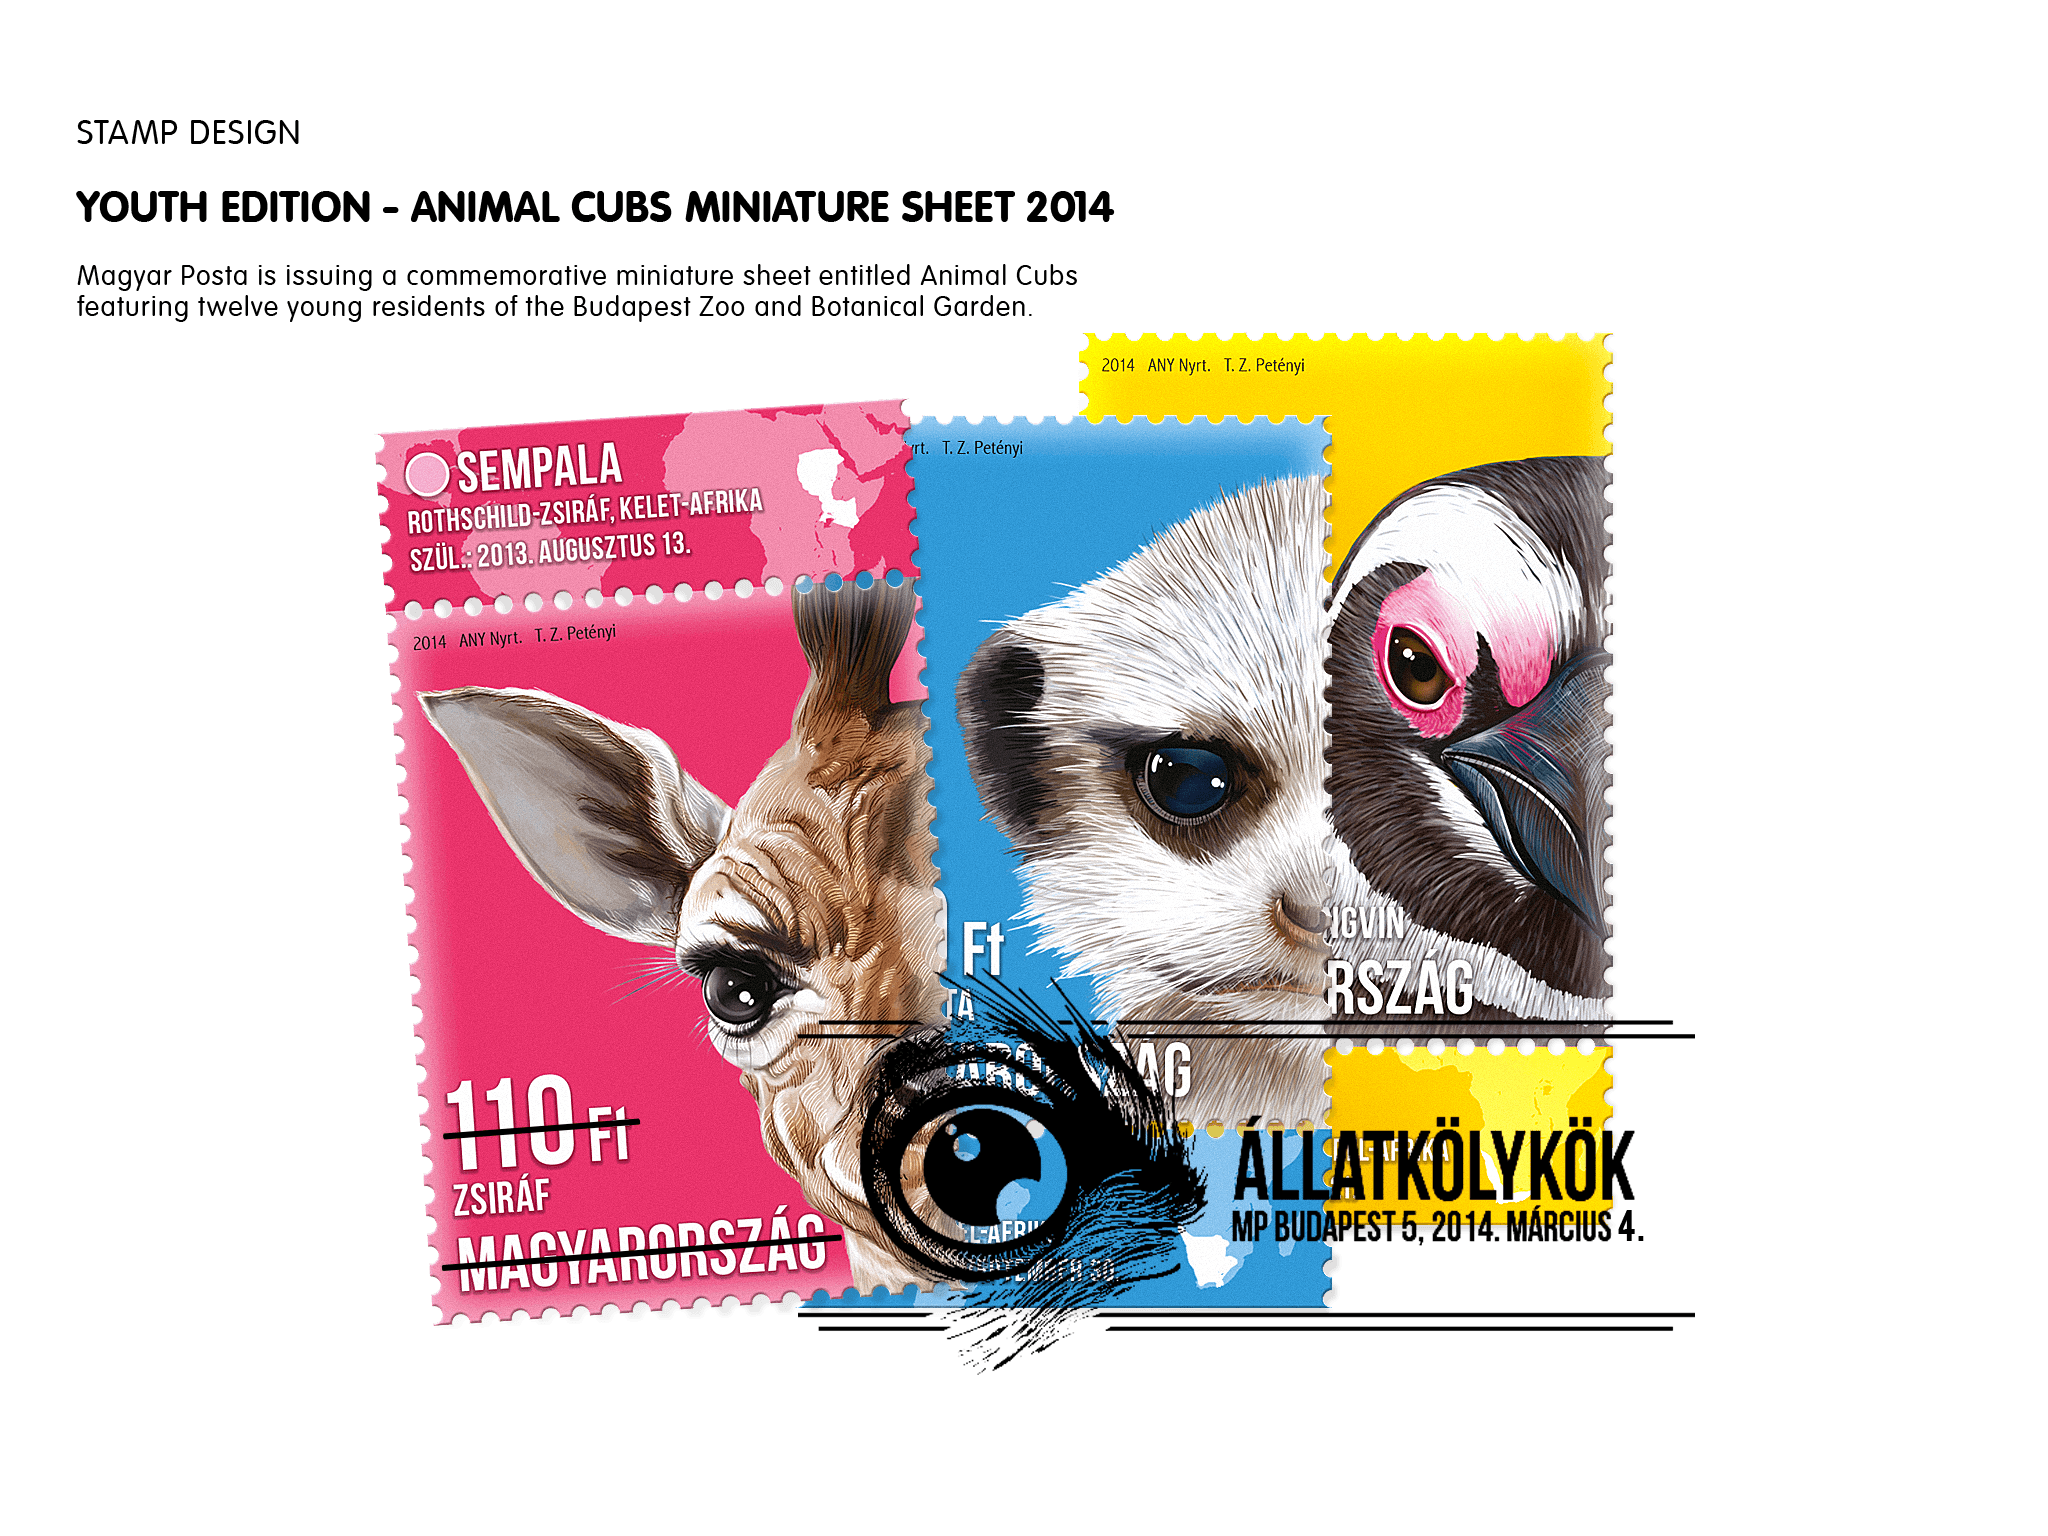 STAMP DESIGN
YOUTH EDITION - ANIMAL CUBS MINIATURE SHEET 2014
Magyar Posta is issuing a commemorative miniature sheet entitled Animal Cubs
featuring twelve young residents of the Budapest Zoo and Botanical Garden.
2014 ANY Nyrt. T. Z. Petényi
T. Z. Petényi
SEMPALA
ROTHSCHILD-ZSIRÁF, KELET-AFRIKA
SZÜL.: 2013. AUGUSZTUS 13.
2014 ANY Nyrt. T. Z. Petényi
110 Ft
ZSIRÁF
MAGYARORSZÁG
Ft
ÁLLATKÖLYKÖK
MP BUDAPEST 5, 2014. MÁRCIUS 4.